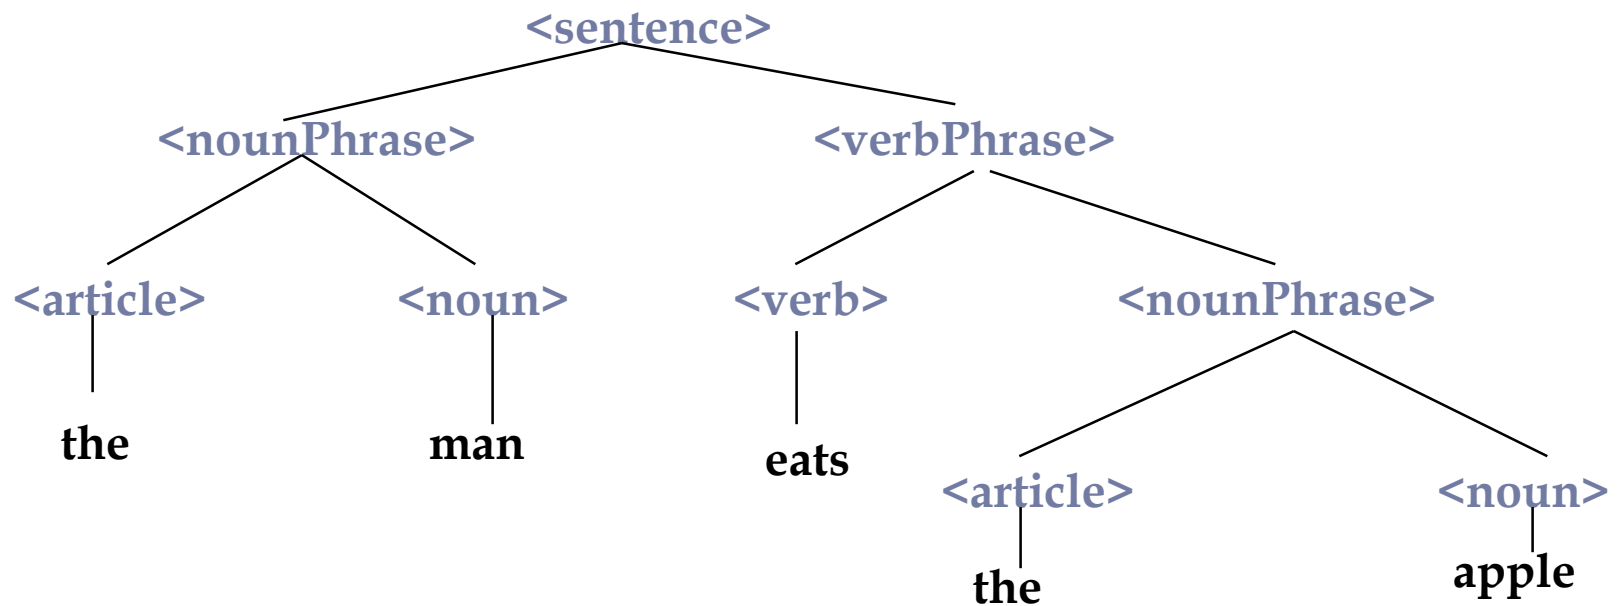 <sentence>
<nounPhrase> <verbPhrase>
<article> <noun> <verb> <nounPhrase>
the man eats
<article> <noun>
the apple